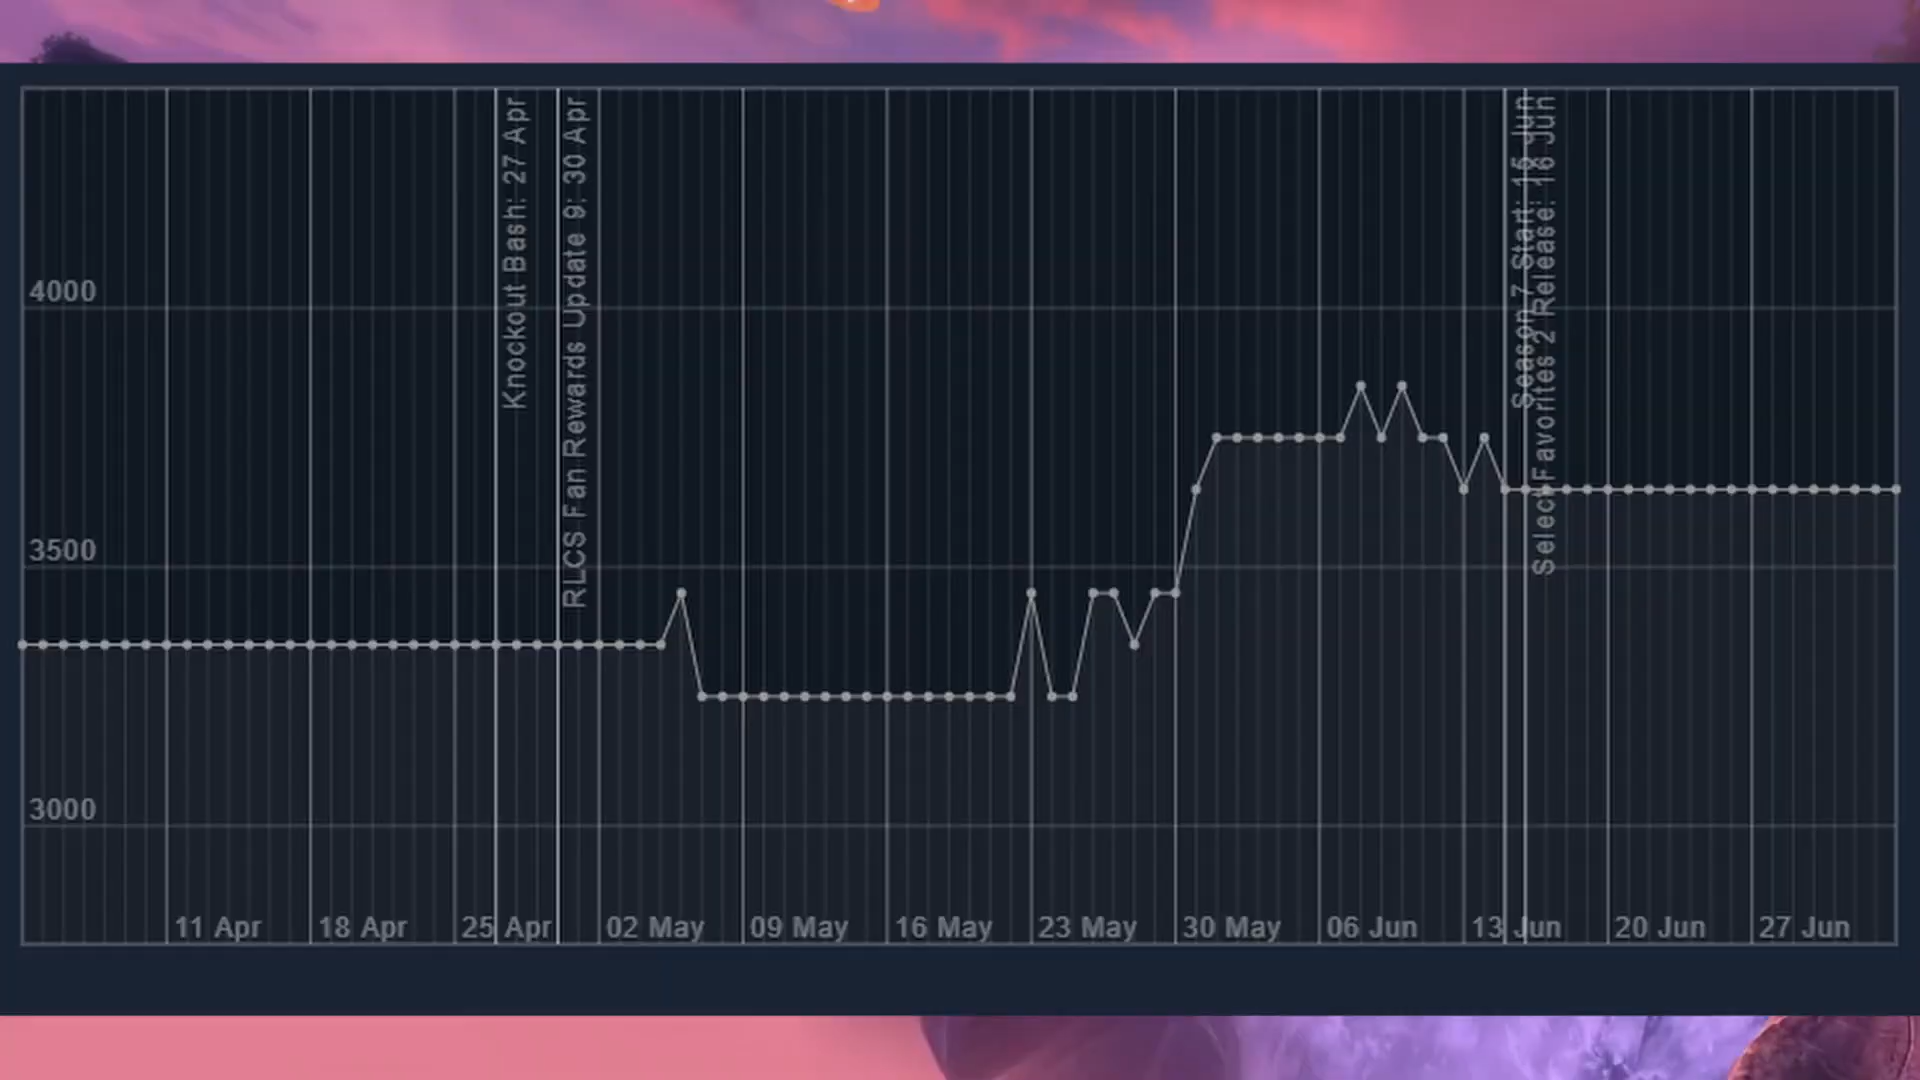 Knockout Bash: 27 Apr
RLCS Fan Rewards Update 9: 30 Apr
Season 7 Start: 15 Jun
Select Favorites 2 Release: 16 Jun
4000
3500
3000
11 Apr
18 Apr
25 Apr
02 May
09 May
16 May
23 May
30 May
06 Jun
13 Jun
20 Jun
27 Jun